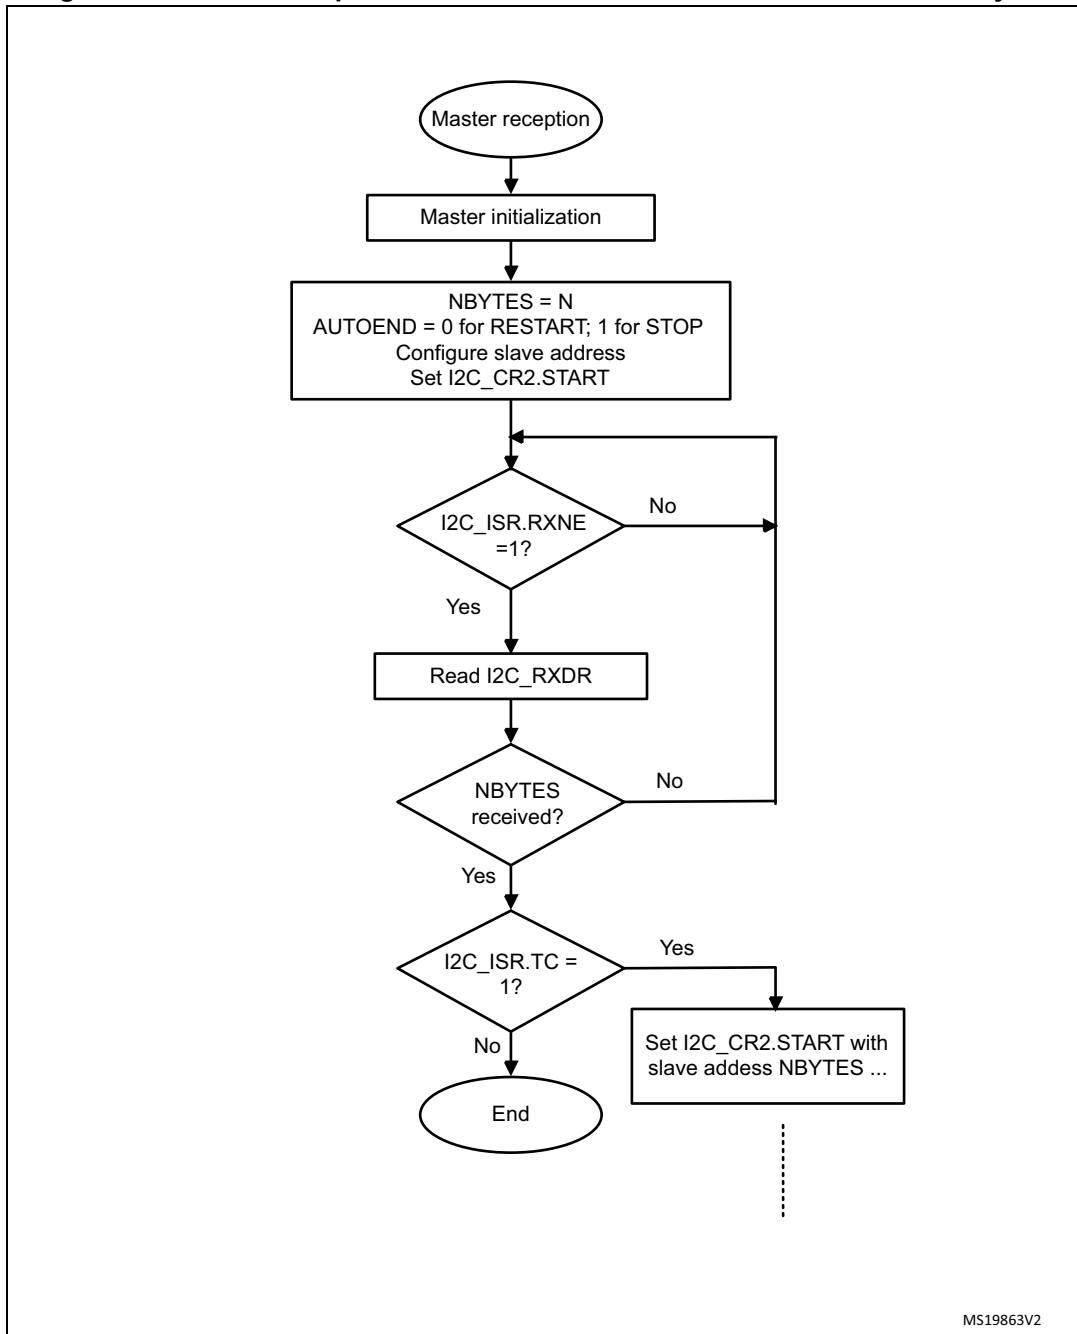 Master reception
Master initialization
NBYTES = N
AUTOEND = 0 for RESTART; 1 for STOP
Configure slave address
Set I2C_CR2.START
I2C_ISR.RXNE
=1?
No
Yes
Read I2C_RXDR
NBYTES
received?
No
Yes
I2C_ISR.TC =
1?
Yes
No
Set I2C_CR2.START with
slave addess NBYTES ...
End
MS19863V2